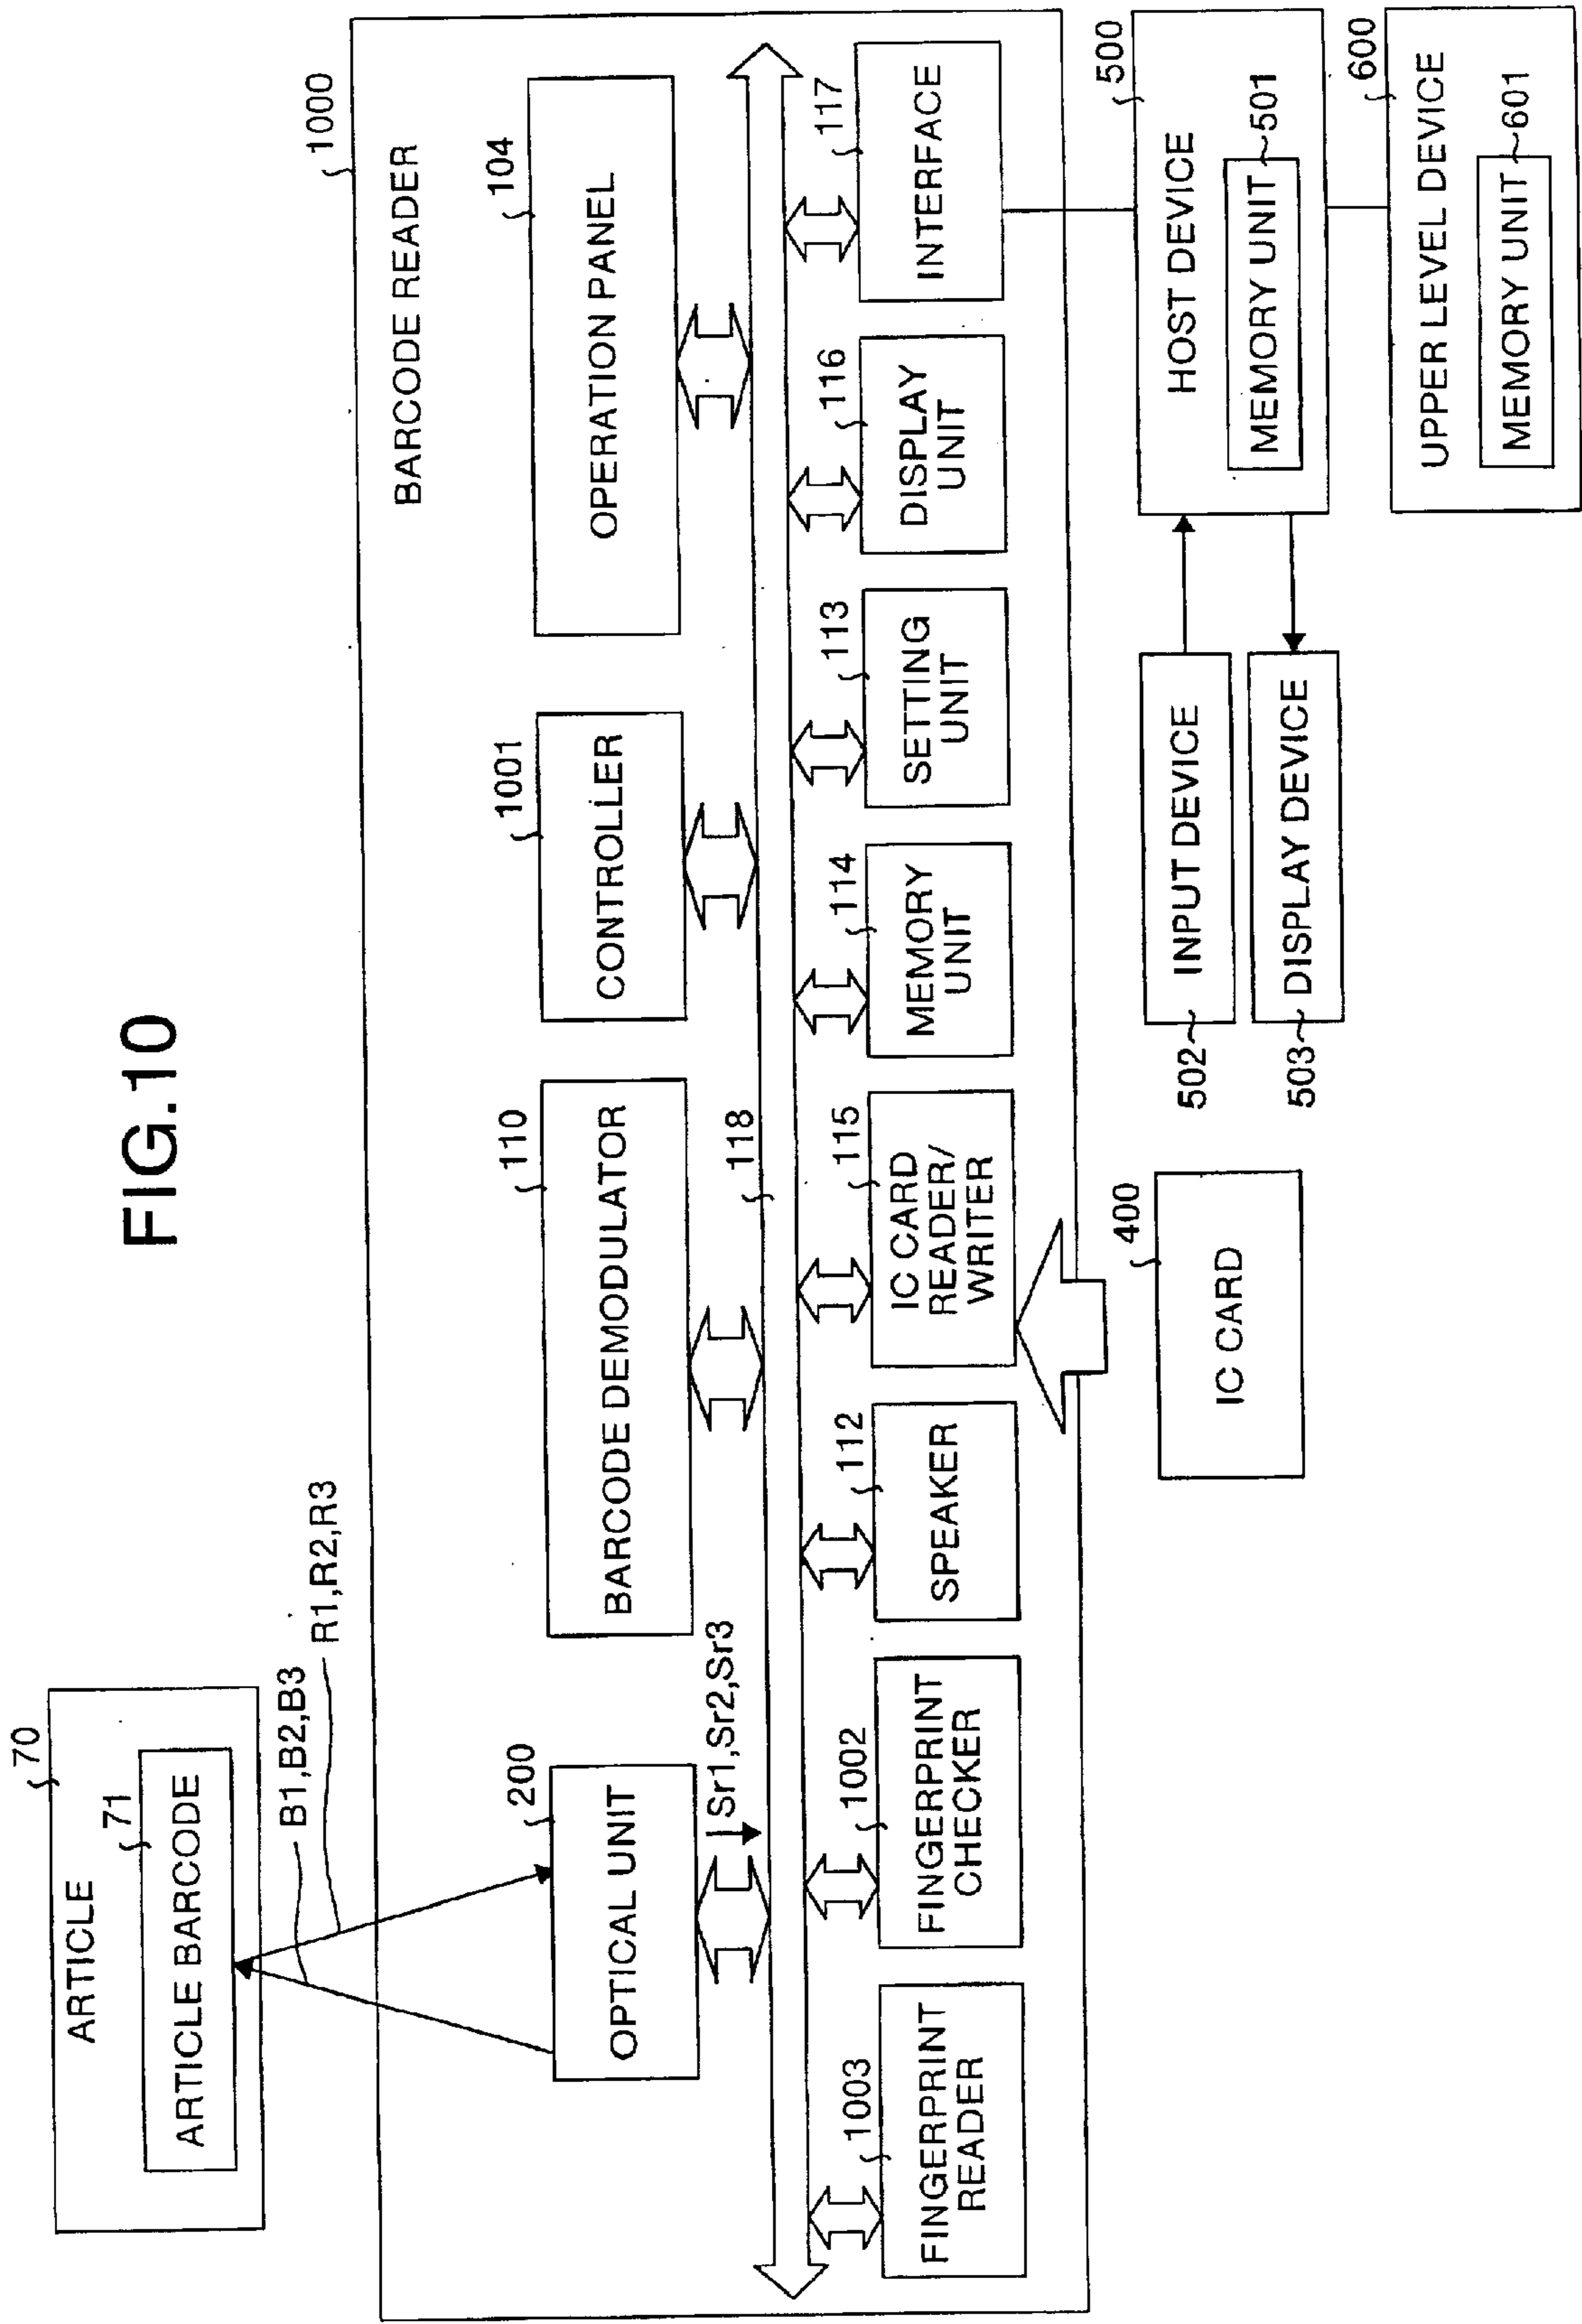 FIG.10
70
ARTICLE
71
ARTICLE BARCODE
B1,B2,B3
R1,R2,R3
1000
BARCODE READER
200
OPTICAL UNIT
110
BARCODE DEMODULATOR
1001
CONTROLLER
104
OPERATION PANEL
Sr1,Sr2,Sr3
118
1003
FINGERPRINT
READER
1002
FINGERPRINT
CHECKER
112
SPEAKER
115
IC CARD
READER/
WRITER
114
MEMORY
UNIT
113
SETTING
UNIT
116
DISPLAY
UNIT
117
INTERFACE
400
IC CARD
502
INPUT DEVICE
503
DISPLAY DEVICE
500
HOST DEVICE
MEMORY UNIT
501
600
UPPER LEVEL DEVICE
MEMORY UNIT
601